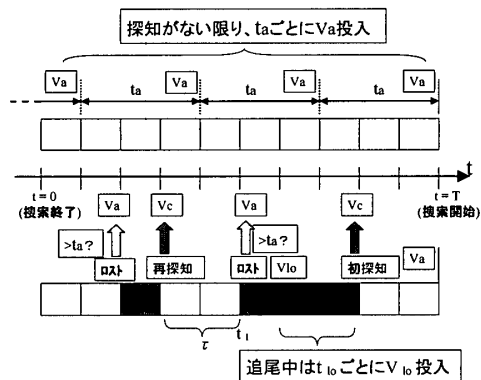 探知がない限り、taごとにVa投入
Va ta Va ta Va ta Va
t
t = 0
(捜索終了)
t = T
(捜索開始)
Va Vc Va Vc
>ta?
ロスト
再探知
ロスト
>ta?
Vlo
初探知
Va
τ
t1
追尾中はtloごとにVlo投入